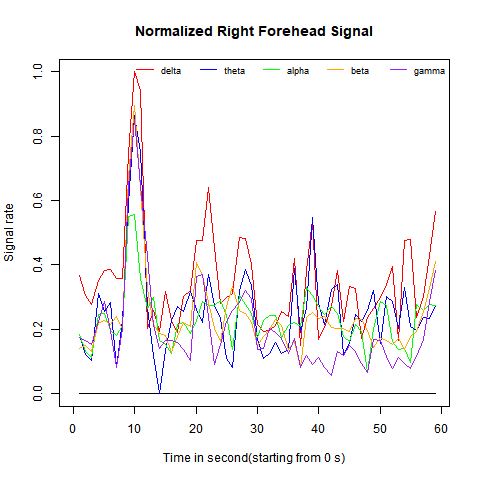 Normalized Right Forehead Signal
delta theta alpha beta gamma
Signal rate
1.0
0.8
0.6
0.4
0.2
0.0
0 10 20 30 40 50 60
Time in second(starting from 0 s)